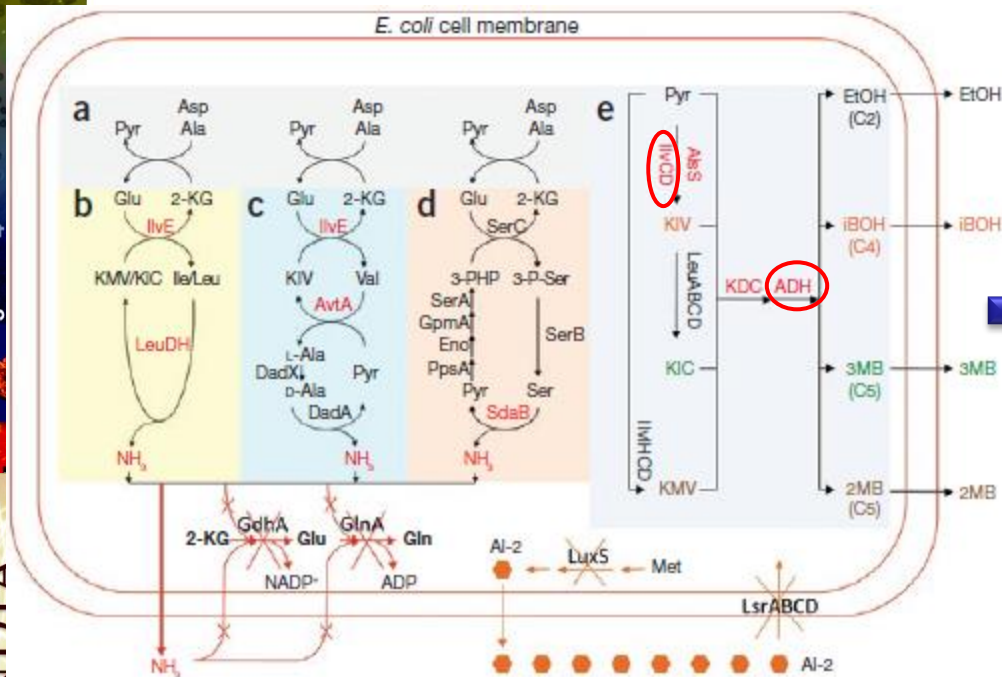 E. coli cell membrane
a
Asp
Ala
Pyr
Glu
2-KG
Asp
Ala
Pyr
Glu
2-KG
Asp
Ala
Pyr
Glu
2-KG
b
IlvE
KMV/KIC
Ile/Leu
LeuDH
NH3
c
IlvE
KIV
Val
AvtA
L-Ala
DadX
D-Ala
Pyr
DadA
NH3
d
SerC
3-PHP
3-P-Ser
SerA
GpmA
Eno
PpsA
Pyr
SerB
Ser
SdaB
NH3
e
Pyr
AlsS
IlvCD
KIV
LeuABCD
KIC
IlvIHCD
KMV
KDC
ADH
EtOH
(C2)
EtOH
iBOH
(C4)
iBOH
3MB
(C5)
3MB
2MB
(C5)
2MB
GdhA
2-KG
Glu
NADP+
GlnA
Gln
ADP
NH3
AI-2
LuxS
Met
LsrABCD
AI-2